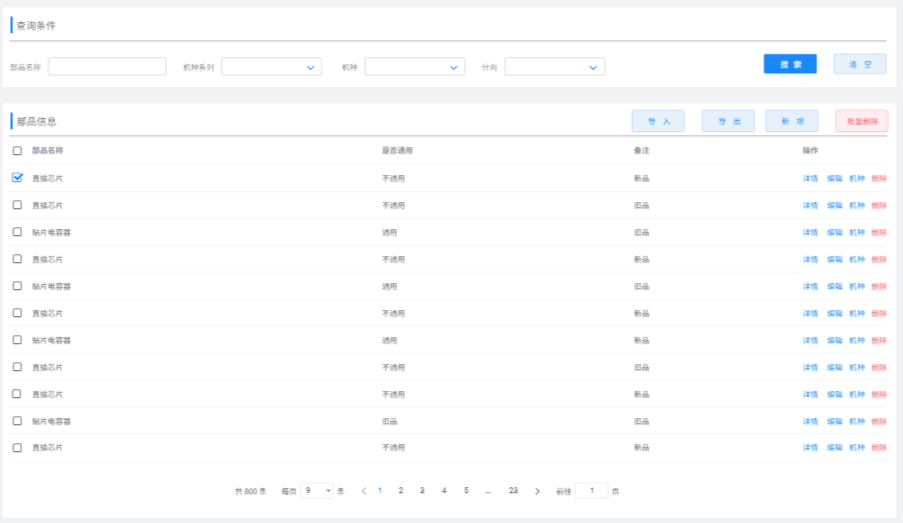 查询条件
部品名称 机种系列 机种 仕向 搜 索 清 空
部品信息 导 入 导 出 新 增 批量删除
部品名称 是否通用 备注 操作
直插芯片 不通用 新品 详情 编辑 机种 删除
直插芯片 不通用 旧品 详情 编辑 机种 删除
贴片电容器 通用 旧品 详情 编辑 机种 删除
直插芯片 不通用 新品 详情 编辑 机种 删除
贴片电容器 通用 旧品 详情 编辑 机种 删除
直插芯片 不通用 新品 详情 编辑 机种 删除
贴片电容器 通用 新品 详情 编辑 机种 删除
直插芯片 不通用 旧品 详情 编辑 机种 删除
直插芯片 不通用 新品 详情 编辑 机种 删除
贴片电容器 旧品 旧品 详情 编辑 机种 删除
直插芯片 不通用 新品 详情 编辑 机种 删除
共 800 条 每页 9 条 < 1 2 3 4 5 ... 23 > 前往 1 页